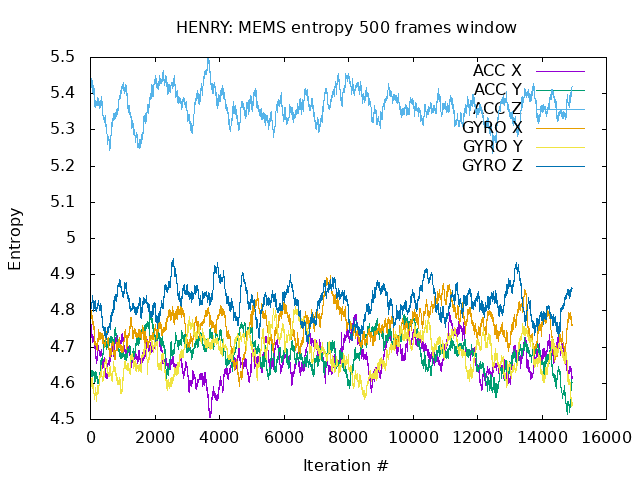 HENRY: MEMS entropy 500 frames window
5.5
5.4
5.3
5.2
5.1
5
4.9
4.8
4.7
4.6
4.5
Entropy
ACC X
ACC Y
ACC Z
GYRO X
GYRO Y
GYRO Z
0 2000 4000 6000 8000 10000 12000 14000 16000
Iteration #